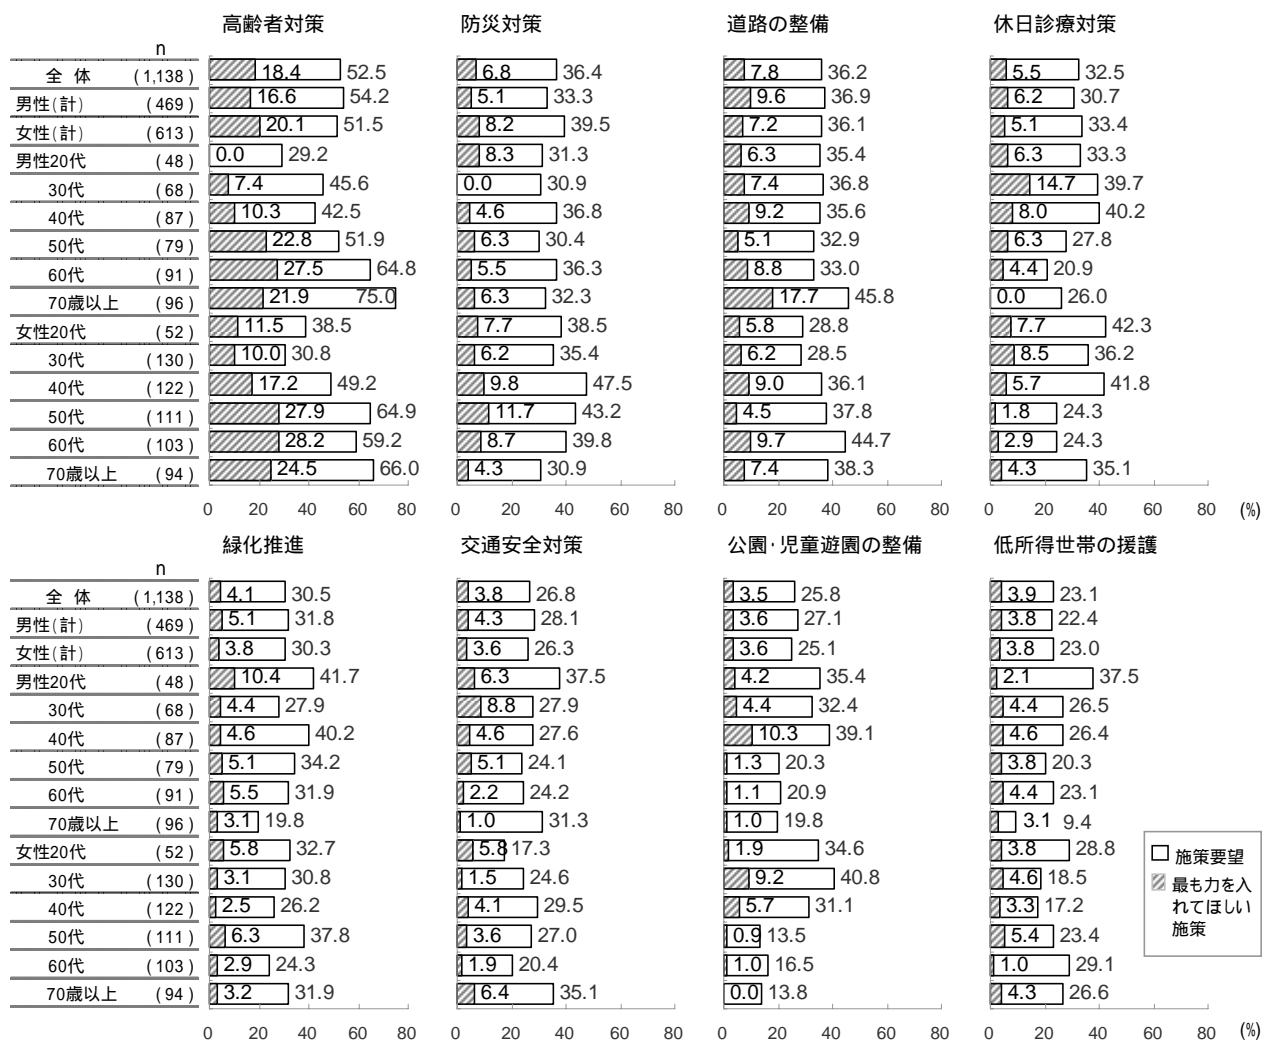 高齢者対策 防災対策 道路の整備 休日診療対策
n
全 体 (1,138) 18.4 52.5 6.8 36.4 7.8 36.2 5.5 32.5
男性(計) (469) 16.6 54.2 5.1 33.3 9.6 36.9 6.2 30.7
女性(計) (613) 20.1 51.5 8.2 39.5 7.2 36.1 5.1 33.4
男性20代 (48) 0.0 29.2 8.3 31.3 6.3 35.4 6.3 33.3
30代 (68) 7.4 45.6 0.0 30.9 7.4 36.8 14.7 39.7
40代 (87) 10.3 42.5 4.6 36.8 9.2 35.6 8.0 40.2
50代 (79) 22.8 51.9 6.3 30.4 5.1 32.9 6.3 27.8
60代 (91) 27.5 64.8 5.5 36.3 8.8 33.0 4.4 20.9
70歳以上 (96) 21.9 75.0 6.3 32.3 17.7 45.8 0.0 26.0
女性20代 (52) 11.5 38.5 7.7 38.5 5.8 28.8 7.7 42.3
30代 (130) 10.0 30.8 6.2 35.4 6.2 28.5 8.5 36.2
40代 (122) 17.2 49.2 9.8 47.5 9.0 36.1 5.7 41.8
50代 (111) 27.9 64.9 11.7 43.2 4.5 37.8 1.8 24.3
60代 (103) 28.2 59.2 8.7 39.8 9.7 44.7 2.9 24.3
70歳以上 (94) 24.5 66.0 4.3 30.9 7.4 38.3 4.3 35.1
0 20 40 60 80 0 20 40 60 80 0 20 40 60 80 0 20 40 60 80 (%)
緑化推進 交通安全対策 公園・児童遊園の整備 低所得世帯の援護
n
全 体 (1,138) 4.1 30.5 3.8 26.8 3.5 25.8 3.9 23.1
男性(計) (469) 5.1 31.8 4.3 28.1 3.6 27.1 3.8 22.4
女性(計) (613) 3.8 30.3 3.6 26.3 3.6 25.1 3.8 23.0
男性20代 (48) 10.4 41.7 6.3 37.5 4.2 35.4 2.1 37.5
30代 (68) 4.4 27.9 8.8 27.9 4.4 32.4 4.4 26.5
40代 (87) 4.6 40.2 4.6 27.6 10.3 39.1 4.6 26.4
50代 (79) 5.1 34.2 5.1 24.1 1.3 20.3 3.8 20.3
60代 (91) 5.5 31.9 2.2 24.2 1.1 20.9 4.4 23.1
70歳以上 (96) 3.1 19.8 1.0 31.3 1.0 19.8 3.1 9.4
女性20代 (52) 5.8 32.7 5.8 17.3 1.9 34.6 3.8 28.8
30代 (130) 3.1 30.8 1.5 24.6 9.2 40.8 4.6 18.5
40代 (122) 2.5 26.2 4.1 29.5 5.7 31.1 3.3 17.2
50代 (111) 6.3 37.8 3.6 27.0 0.9 13.5 5.4 23.4
60代 (103) 2.9 24.3 1.9 20.4 1.0 16.5 1.0 29.1
70歳以上 (94) 3.2 31.9 6.4 35.1 0.0 13.8 4.3 26.6
0 20 40 60 80 0 20 40 60 80 0 20 40 60 80 0 20 40 60 80 (%)
施策要望
最も力を入
れてほしい
施策